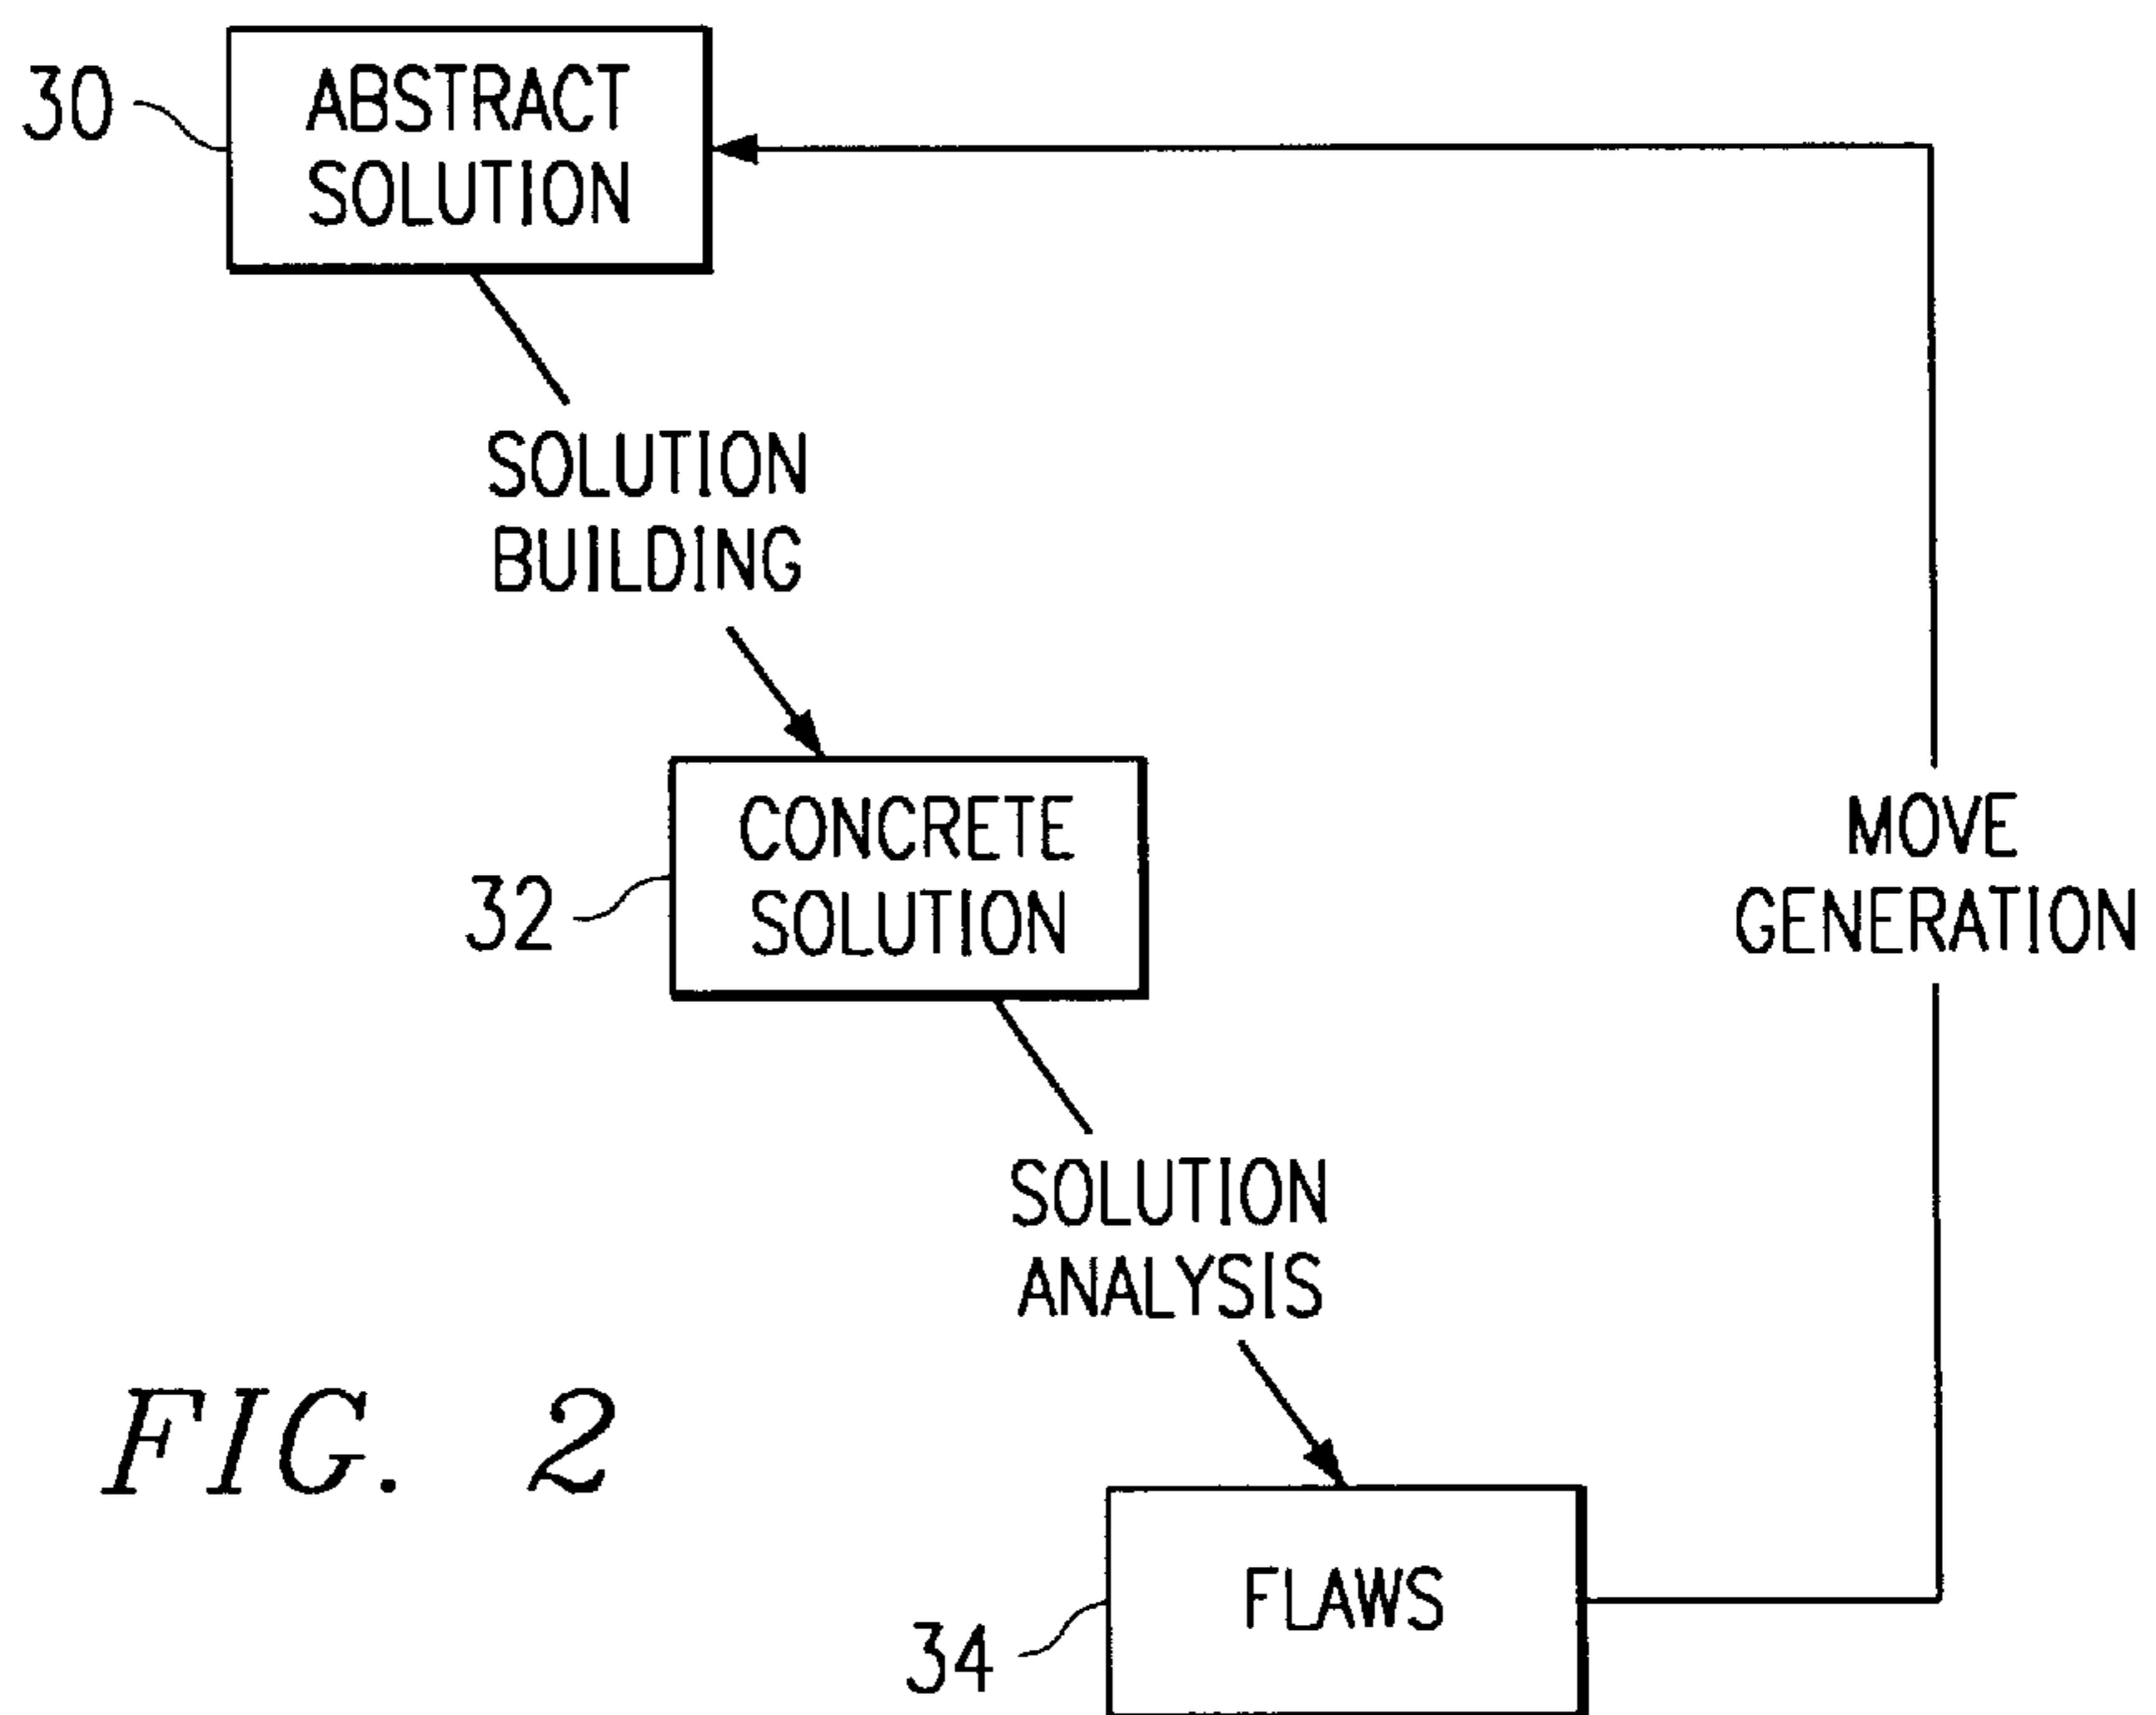 30
ABSTRACT
SOLUTION
SOLUTION
BUILDING
32
CONCRETE
SOLUTION
MOVE
GENERATION
SOLUTION
ANALYSIS
FIG. 2
34
FLAWS